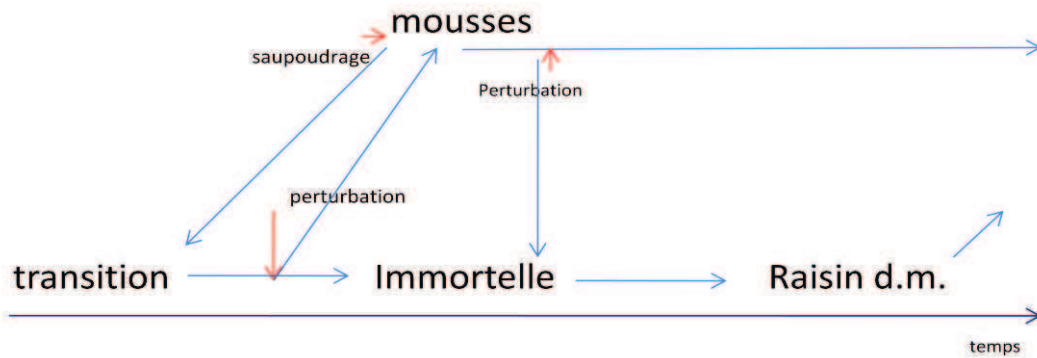 mousses
saupoudrage
Perturbation
perturbation
transition
Immortelle
Raisin d.m.
temps